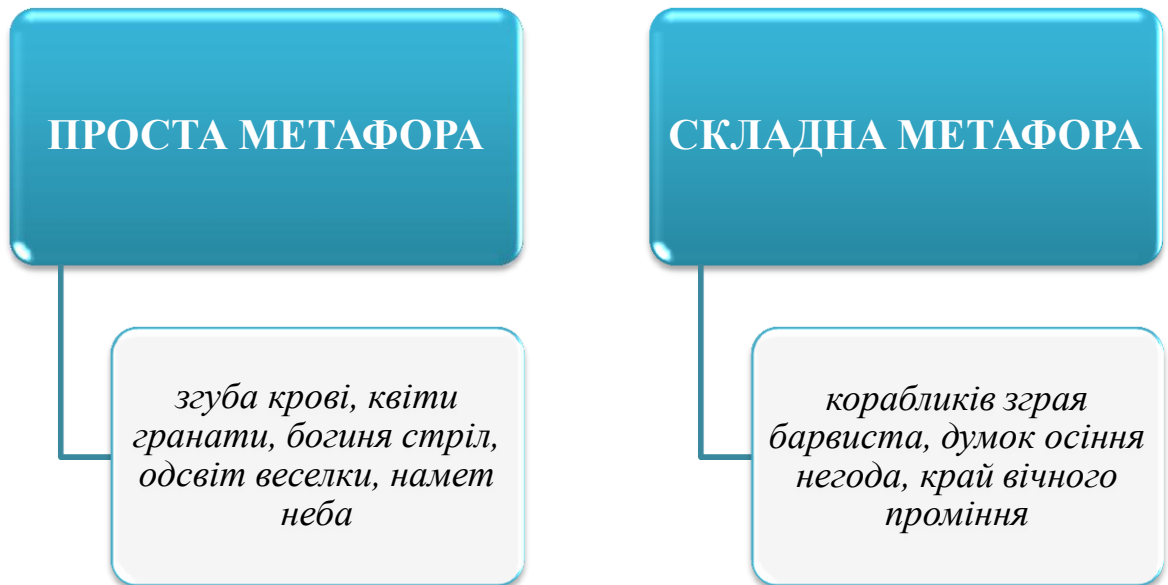 ПРОСТА МЕТАФОРА
згуба крові, квіти
гранати, богиня стріл,
одсвіт веселки, намет
неба
СКЛАДНА МЕТАФОРА
корабликів зграя
барвиста, думок осіння
негода, край вічного
проміння